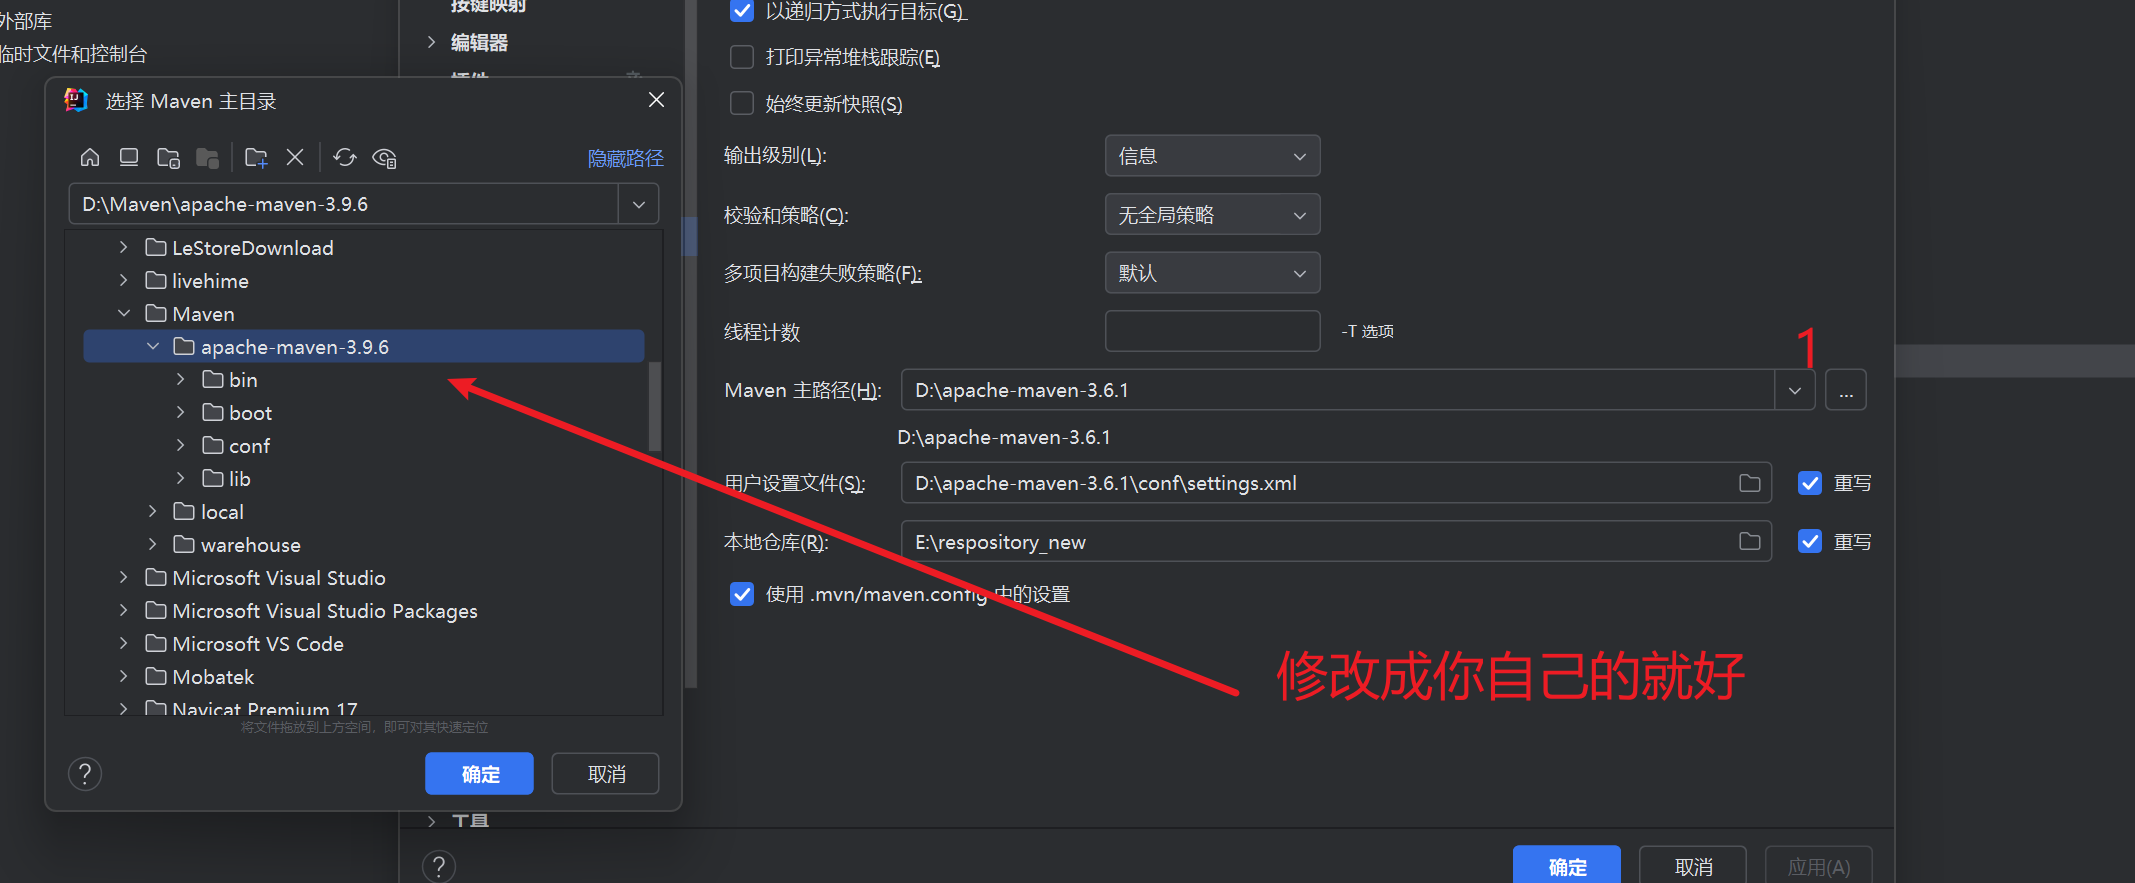 外部库
临时文件和控制台
按键映射
编辑器
插件
选择 Maven 主目录
隐藏路径
D:\Maven\apache-maven-3.9.6
LeStoreDownload
livehime
Maven
apache-maven-3.9.6
bin
boot
conf
lib
local
warehouse
Microsoft Visual Studio
Microsoft Visual Studio Packages
Microsoft VS Code
Mobatek
Navicat Premium 17
将文件拖放到上方空间，即可对其快速定位
?
确定
取消
工具
?
以递归方式执行目标(G)
打印异常堆栈跟踪(E)
始终更新快照(S)
输出级别(L): 信息
校验和策略(C): 无全局策略
多项目构建失败策略(F): 默认
线程计数 -T 选项
1
Maven 主路径(H): D:\apache-maven-3.6.1 ...
D:\apache-maven-3.6.1
用户设置文件(S): D:\apache-maven-3.6.1\conf\settings.xml 重写
本地仓库(R): E:\respository_new 重写
使用 .mvn/maven.config 中的设置
修改成你自己的就好
确定
取消
应用(A)